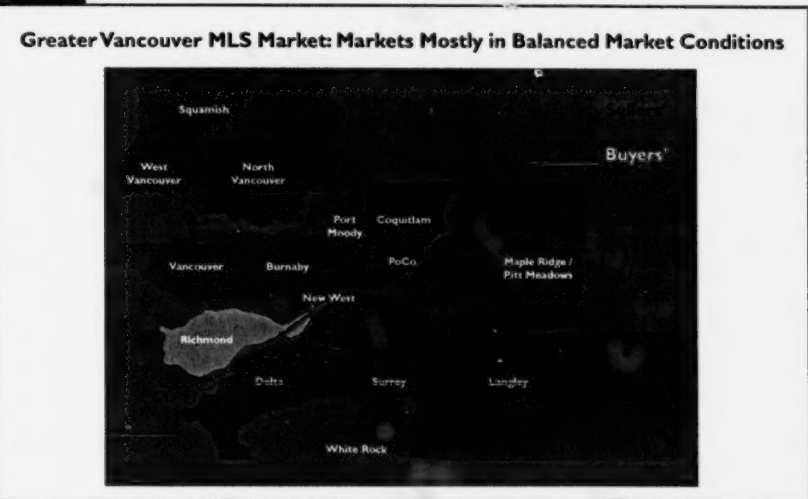 Greater Vancouver MLS Market: Markets Mostly in Balanced Market Conditions
Squamish
Sellers'
Buyers'
West
Vancouver
North
Vancouver
Port
Moody
Coquitlam
Vancouver
Burnaby
PoCo
Maple Ridge /
Pitt Meadows
New West
Richmond
Delta
Surrey
Langley
White Rock